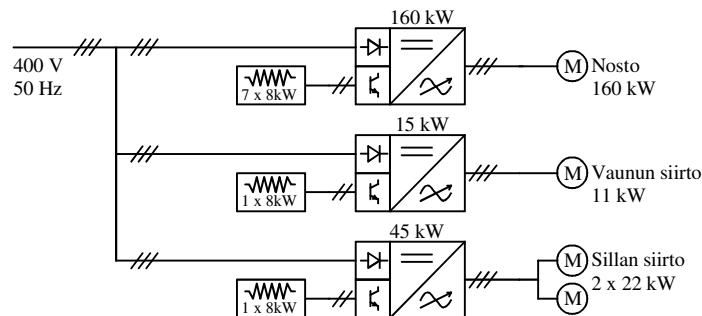 160 kW
400 V
50 Hz
7 x 8kW
M
Nosto
160 kW
15 kW
1 x 8kW
M
Vaunun siirto
11 kW
45 kW
1 x 8kW
M
Sillan siirto
2 x 22 kW
M